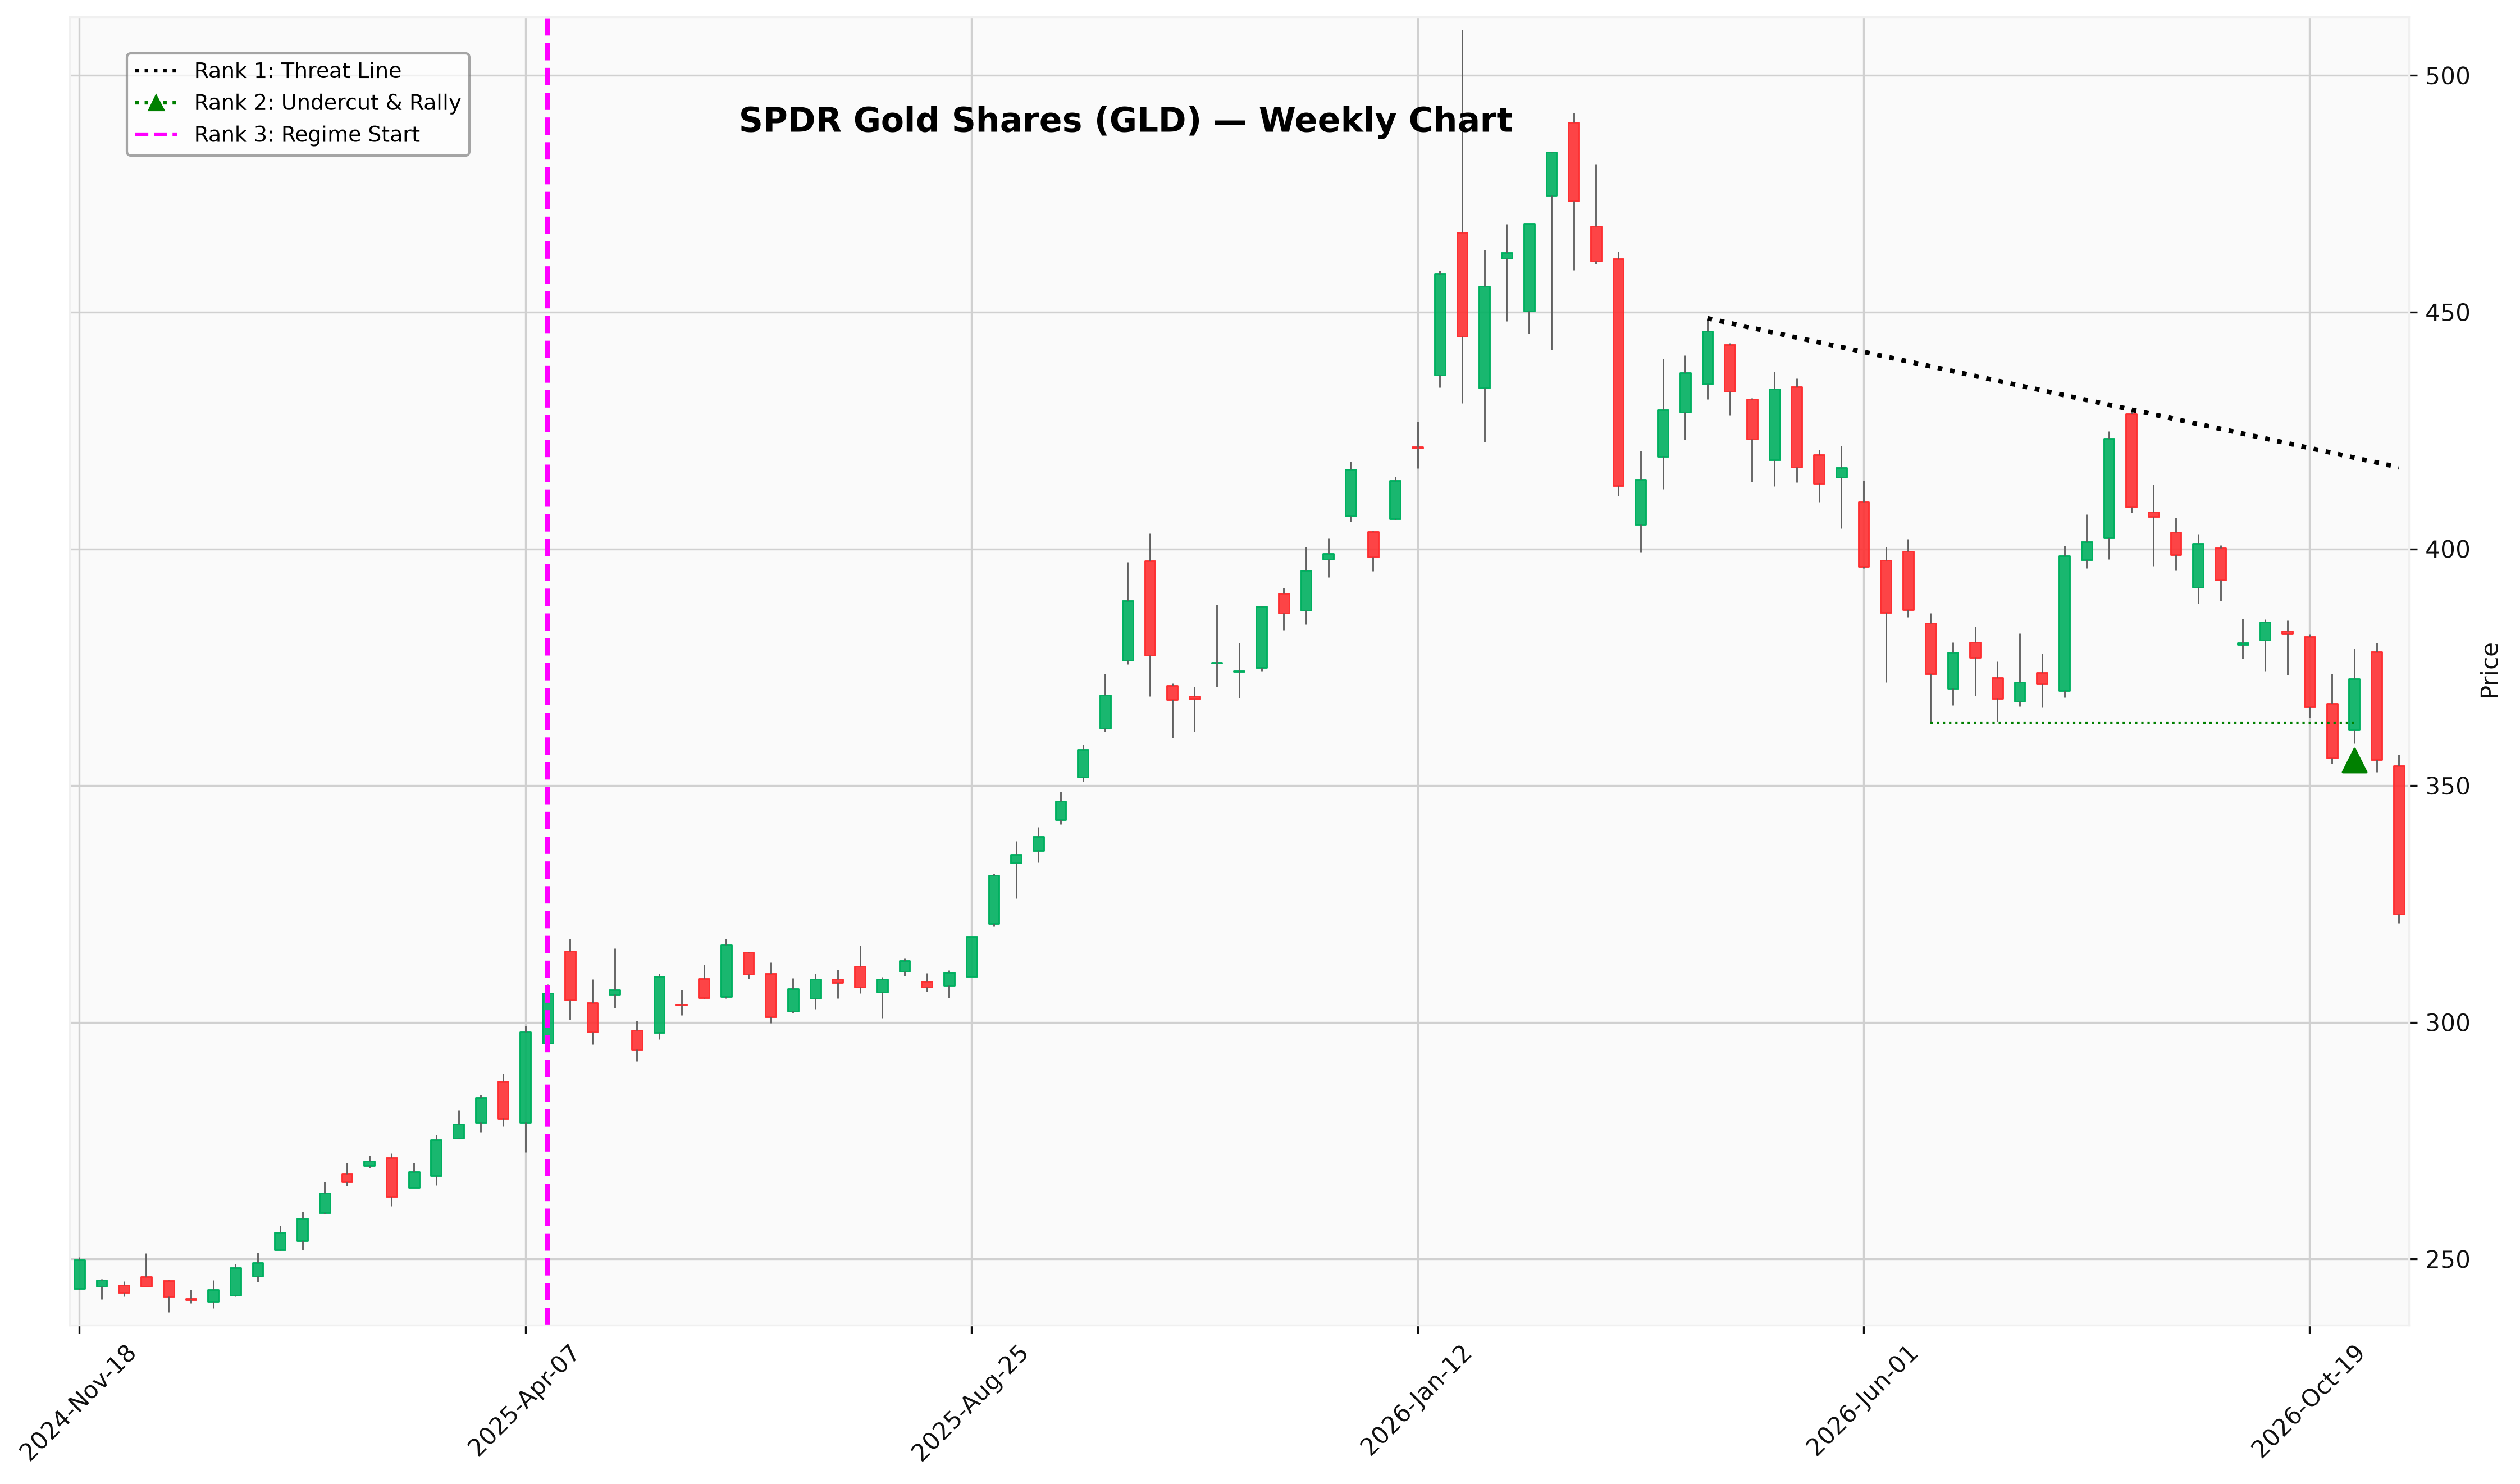 Rank 1: Threat Line
Rank 2: Undercut & Rally
Rank 3: Regime Start
SPDR Gold Shares (GLD) — Weekly Chart
500
450
400
350
300
250
Price
2024-Nov-18
2025-Apr-07
2025-Aug-25
2026-Jan-12
2026-Jun-01
2026-Oct-19